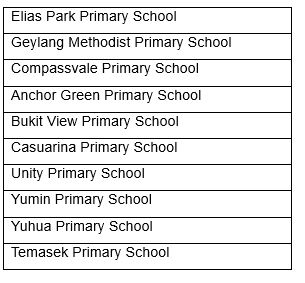 Elias Park Primary School
Geylang Methodist Primary School
Compassvale Primary School
Anchor Green Primary School
Bukit View Primary School
Casuarina Primary School
Unity Primary School
Yumin Primary School
Yuhua Primary School
Temasek Primary School